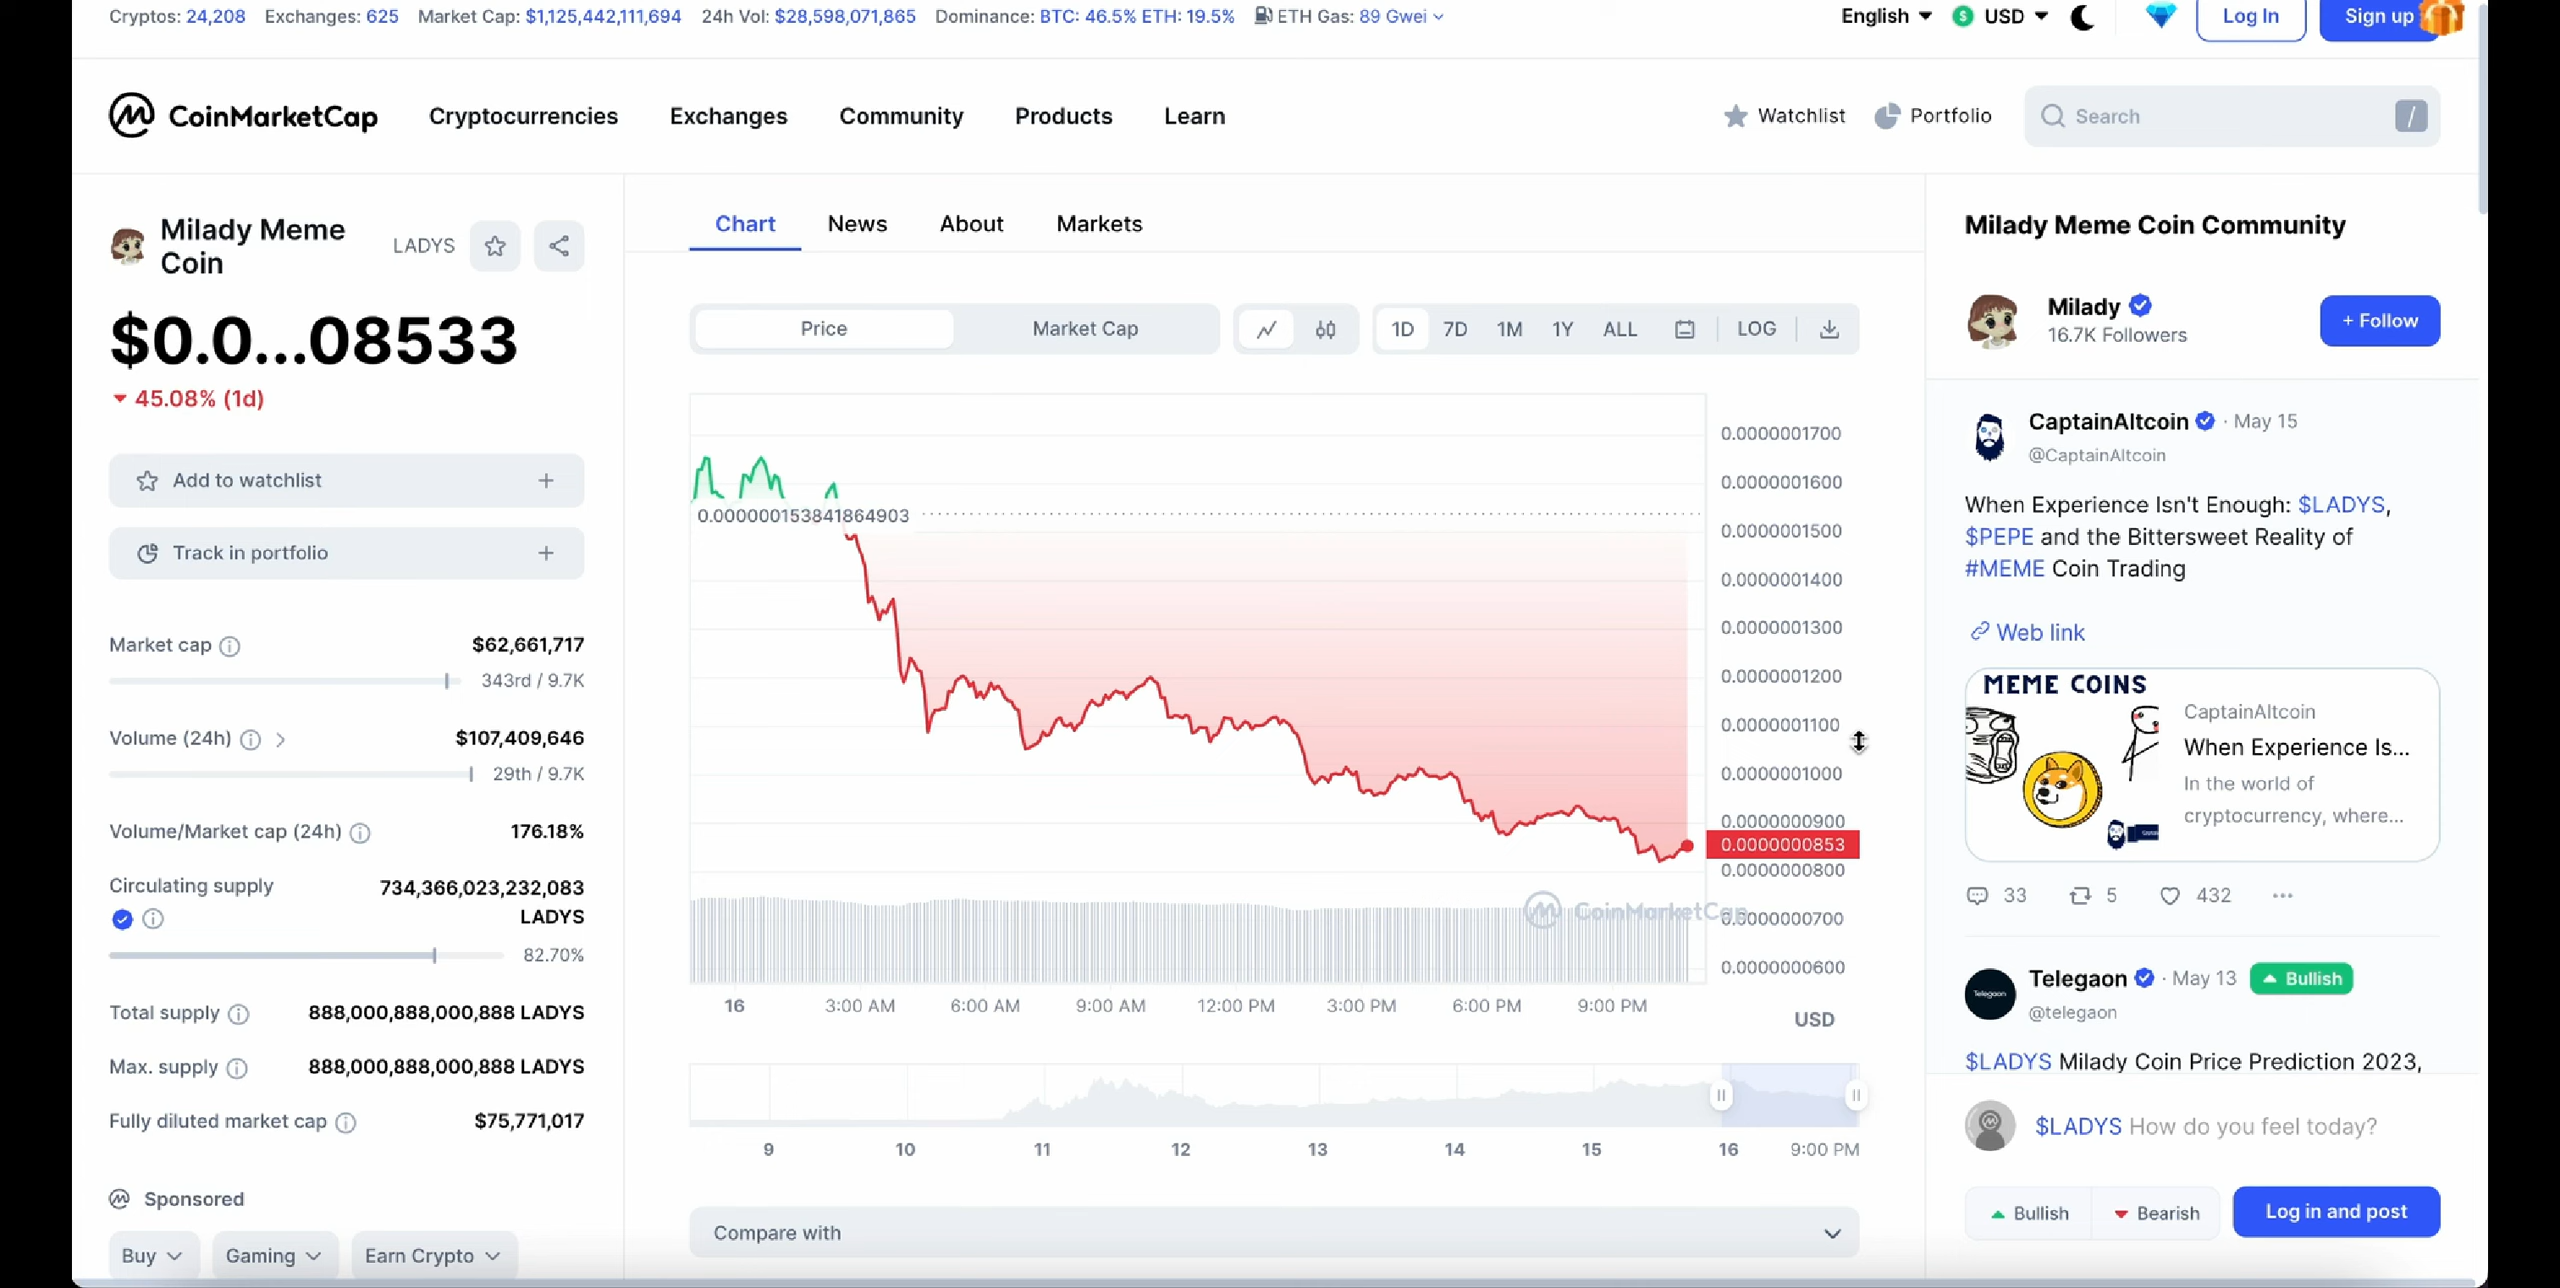 Cryptos: 24,208 Exchanges: 625 Market Cap: $1,125,442,111,694 24h Vol: $28,598,071,865 Dominance: BTC: 46.5% ETH: 19.5% ETH Gas: 89 Gwei
English $ USD Log In Sign up
CoinMarketCap Cryptocurrencies Exchanges Community Products Learn Watchlist Portfolio Search /
Milady Meme
Coin
LADYS
$0.0...08533
45.08% (1d)
Add to watchlist +
Track in portfolio +
Market cap $62,661,717
343rd / 9.7K
Volume (24h) $107,409,646
29th / 9.7K
Volume/Market cap (24h) 176.18%
Circulating supply 734,366,023,232,083
LADYS
82.70%
Total supply 888,000,888,000,888 LADYS
Max. supply 888,000,888,000,888 LADYS
Fully diluted market cap $75,771,017
Sponsored
Buy Gaming Earn Crypto
Chart News About Markets
Price Market Cap 1D 7D 1M 1Y ALL LOG
0.0000001700
0.0000001600
0.000000153841864903
0.0000001500
0.0000001400
0.0000001300
0.0000001200
0.0000001100
0.0000001000
0.0000000900
0.0000000853
0.0000000800
CoinMarketCap
0.0000000700
0.0000000600
16 3:00 AM 6:00 AM 9:00 AM 12:00 PM 3:00 PM 6:00 PM 9:00 PM
USD
9 10 11 12 13 14 15 16 9:00 PM
Compare with
Milady Meme Coin Community
Milady
16.7K Followers
+ Follow
CaptainAltcoin · May 15
@CaptainAltcoin
When Experience Isn't Enough: $LADYS,
$PEPE and the Bittersweet Reality of
#MEME Coin Trading
Web link
MEME COINS
CaptainAltcoin
When Experience Is...
In the world of
cryptocurrency, where...
33 5 432
Telegaon · May 13 Bullish
Telegaon
@telegaon
$LADYS Milady Coin Price Prediction 2023,
$LADYS How do you feel today?
Bullish Bearish Log in and post